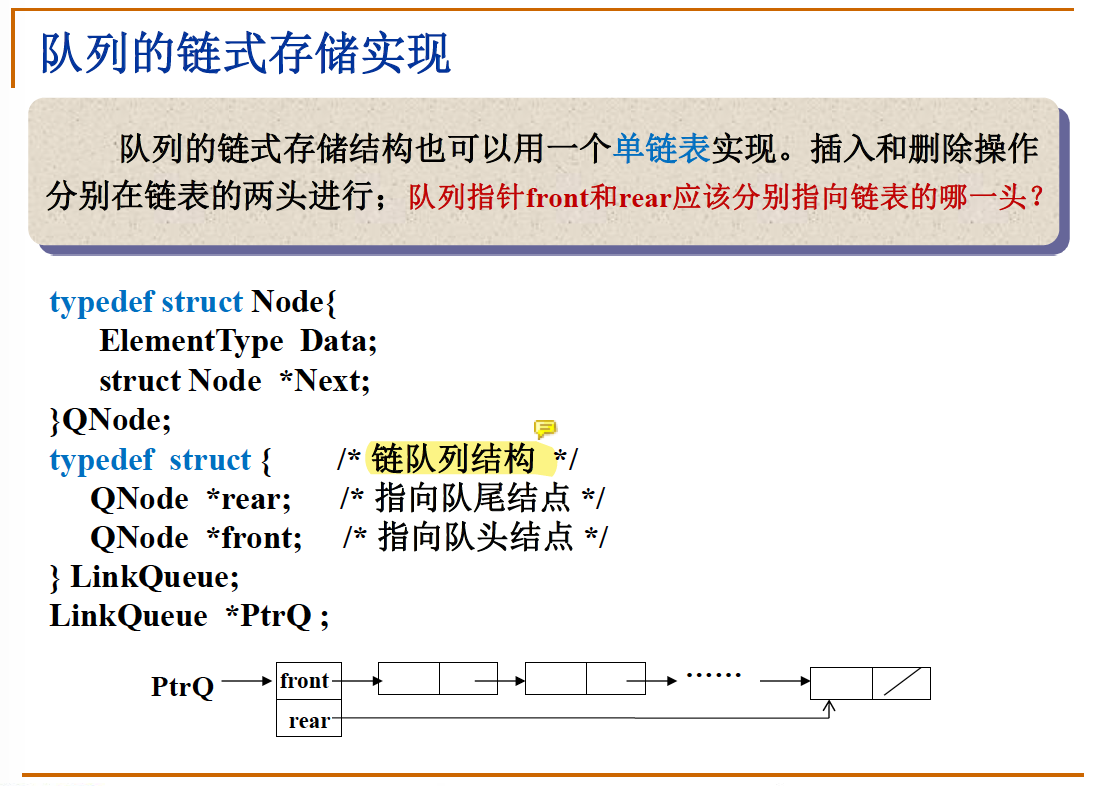 队列的链式存储实现
队列的链式存储结构也可以用一个单链表实现。插入和删除操作
分别在链表的两头进行；队列指针front和rear应该分别指向链表的哪一头？
typedef struct Node{
ElementType Data;
struct Node *Next;
}QNode;
typedef struct { /* 链队列结构 */
QNode *rear; /* 指向队尾结点 */
QNode *front; /* 指向队头结点 */
} LinkQueue;
LinkQueue *PtrQ ;
PtrQ front ……
rear